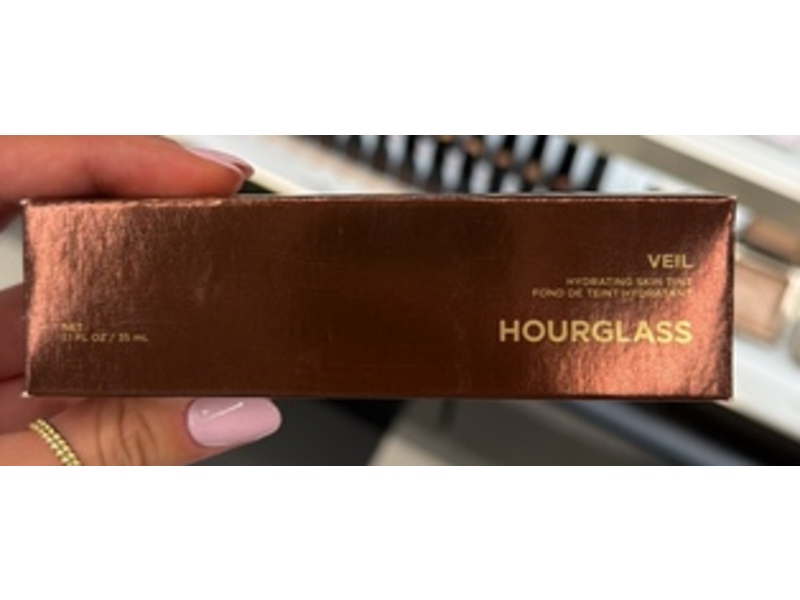 VEIL
HYDRATING SKIN TINT
FOND DE TEINT HYDRATANT
HOURGLASS
NET
1.1 FL OZ / 35 mL